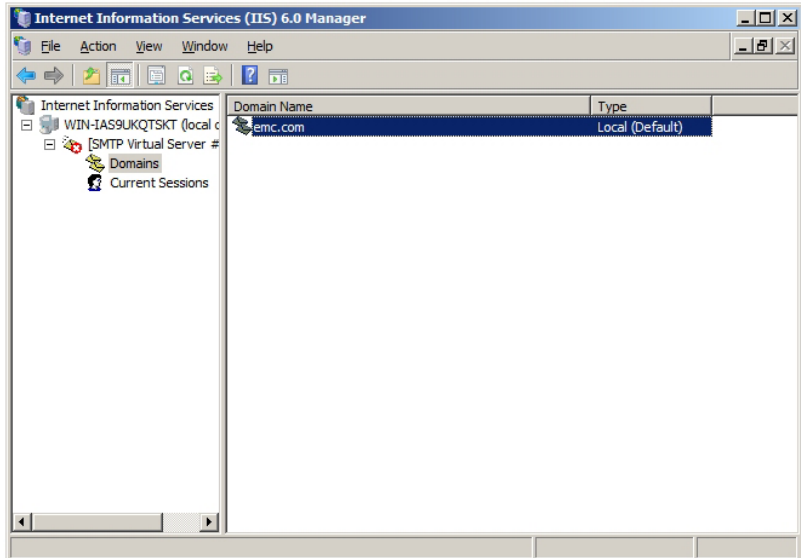 Internet Information Services (IIS) 6.0 Manager
File Action View Window Help
Internet Information Services
Domain Name Type
WIN-IAS9UKQTSKT (local c
emc.com Local (Default)
[SMTP Virtual Server #
Domains
Current Sessions